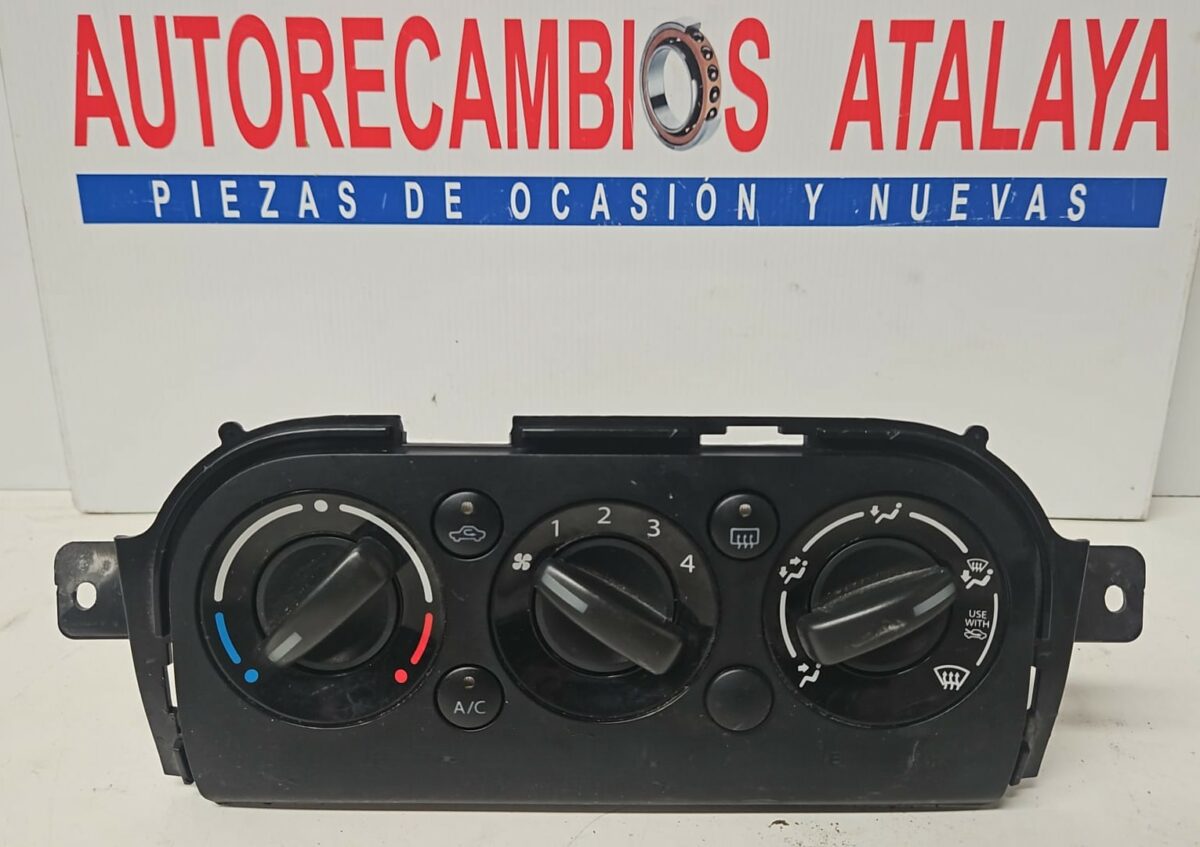 AUTORECAMBIOS ATALAYA
PIEZAS DE OCASIÓN Y NUEVAS
1 2 3 4
USE
WITH
A/C